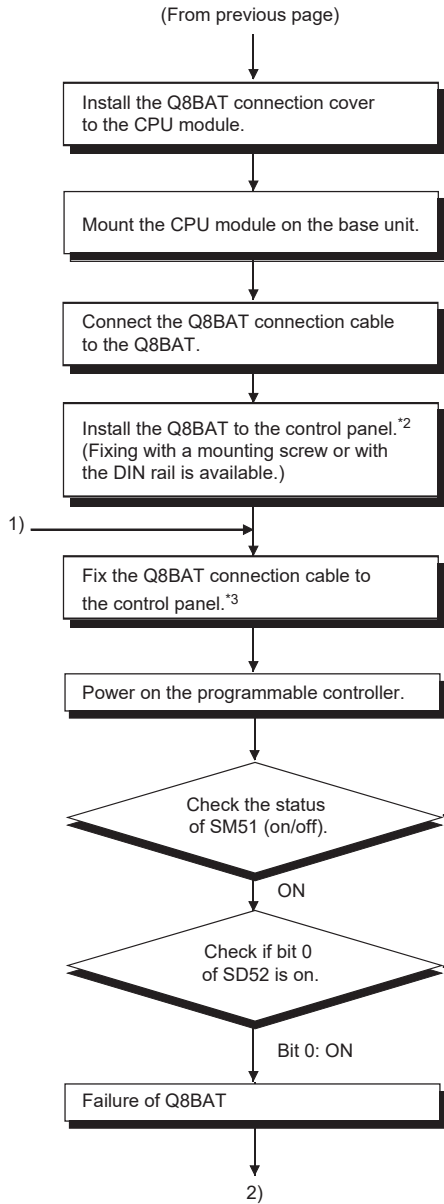 (From previous page)
Install the Q8BAT connection cover
to the CPU module.
Mount the CPU module on the base unit.
Connect the Q8BAT connection cable
to the Q8BAT.
Install the Q8BAT to the control panel.*2
(Fixing with a mounting screw or with
the DIN rail is available.)
1)
Fix the Q8BAT connection cable to
the control panel.*3
Power on the programmable controller.
Check the status
of SM51 (on/off).
ON
Check if bit 0
of SD52 is on.
Bit 0: ON
Failure of Q8BAT
2)